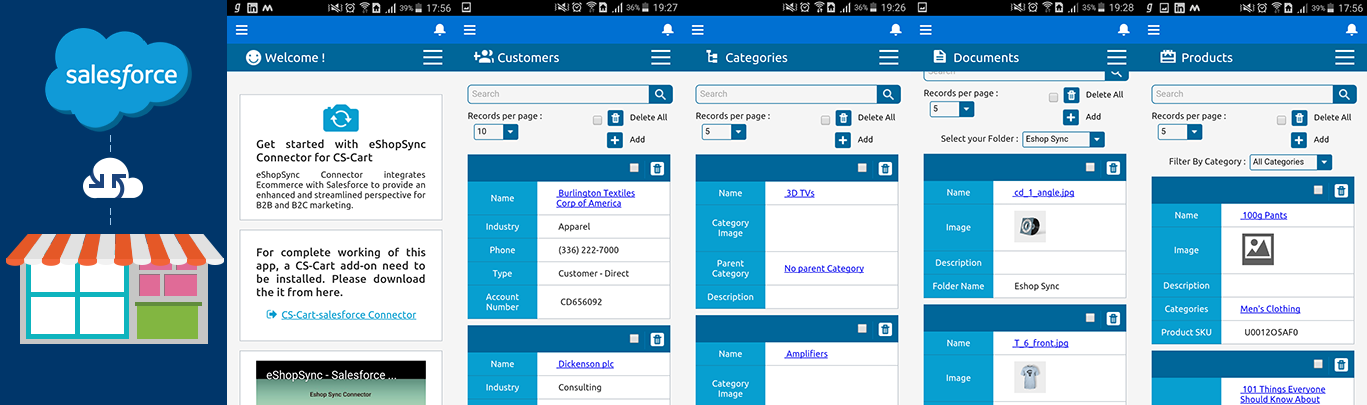 salesforce
39% 17:56
Welcome !
Get started with eShopSync
Connector for CS-Cart
eShopSync Connector integrates
Ecommerce with Salesforce to provide an
enhanced and streamlined perspective for
B2B and B2C marketing.
For complete working of this
app, a CS-Cart add-on need to
be installed. Please download
the it from here.
CS-Cart-salesforce Connector
eShopSync - Salesforce ...
Eshop Sync Connector
36% 19:27
Customers
Search
Records per page :
Delete All
10
Add
Name Burlington Textiles
Corp of America
Industry Apparel
Phone (336) 222-7000
Type Customer - Direct
Account
Number CD656092
Name Dickenson plc
Industry Consulting
36% 19:26
Categories
Search
Records per page :
Delete All
5
Add
Name 3D TVs
Category
Image
Parent
Category No parent Category
Description
Name Amplifiers
Category
Image
35% 19:28
Documents
Search
Records per page :
Delete All
5
Add
Select your Folder : Eshop Sync
Name cd_1_angle.jpg
Image
Description
Folder Name Eshop Sync
Name T_6_front.jpg
Image
39% 17:56
Products
Search
Records per page :
Delete All
5
Add
Filter By Category : All Categories
Name 100g Pants
Image
Description
Categories Men's Clothing
Product SKU U0012O5AF0
101 Things Everyone
Should Know About